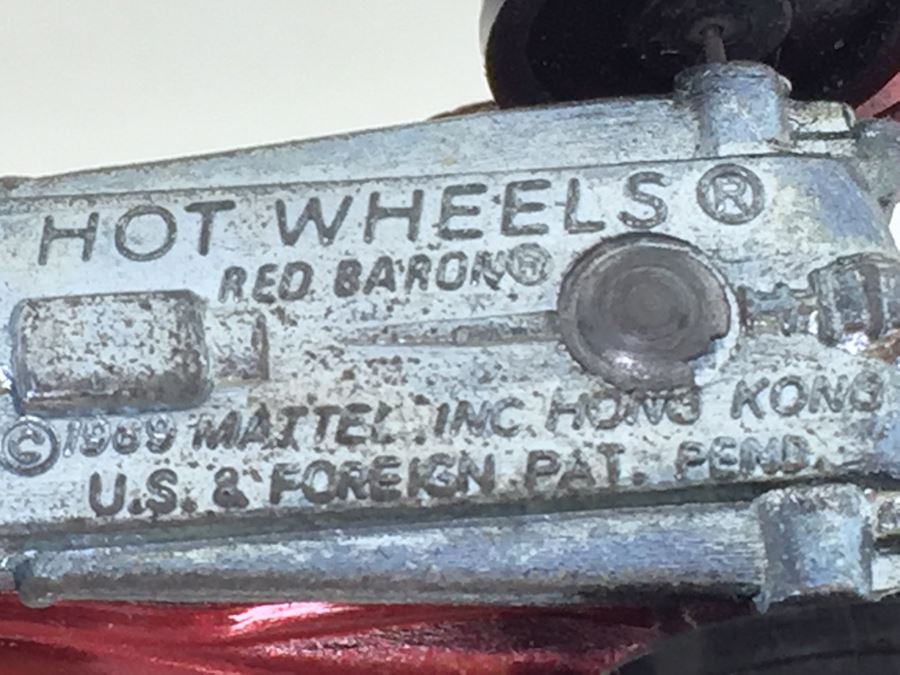 HOT WHEELS®
RED BARON®
©1969 MATTEL INC. HONG KONG
U.S. & FOREIGN PAT. PEND.